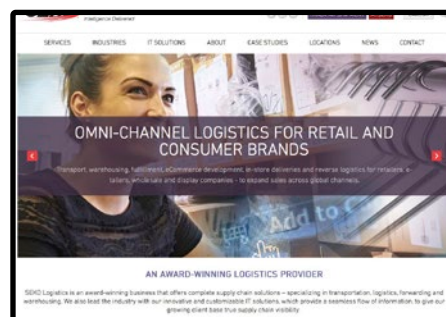 Intelligence Delivered
SERVICES INDUSTRIES IT SOLUTIONS ABOUT CASE STUDIES LOCATIONS NEWS CONTACT
OMNI-CHANNEL LOGISTICS FOR RETAIL AND
CONSUMER BRANDS
Transport, warehousing, fulfillment, eCommerce development, in-store deliveries and reverse logistics for retailers, e-
tailers, wholesale and display companies - to expand sales across global channels.
Add to
AN AWARD-WINNING LOGISTICS PROVIDER
SEKO Logistics is an award-winning business that offers complete supply chain solutions – specializing in transportation, logistics, forwarding and
warehousing. We also lead the industry with our innovative and customizable IT solutions, which provide a seamless flow of information, to give our
growing client base true supply chain visibility